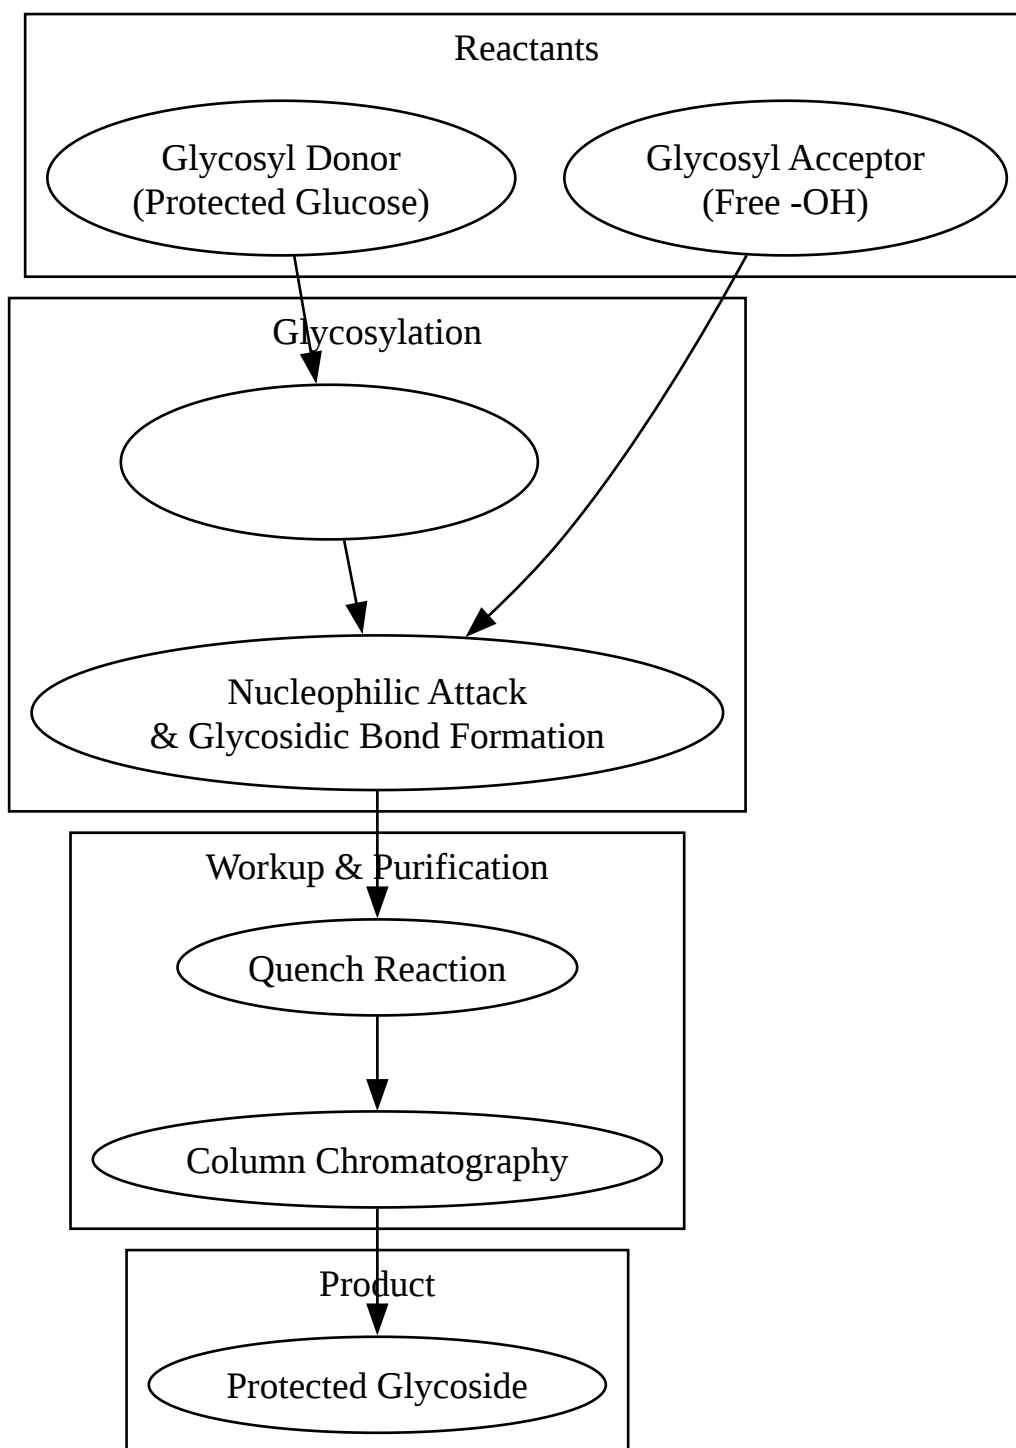 Reactants
Glycosyl Donor
(Protected Glucose)
Glycosyl Acceptor
(Free -OH)
Glycosylation
Nucleophilic Attack
& Glycosidic Bond Formation
Workup & Purification
Quench Reaction
Column Chromatography
Product
Protected Glycoside